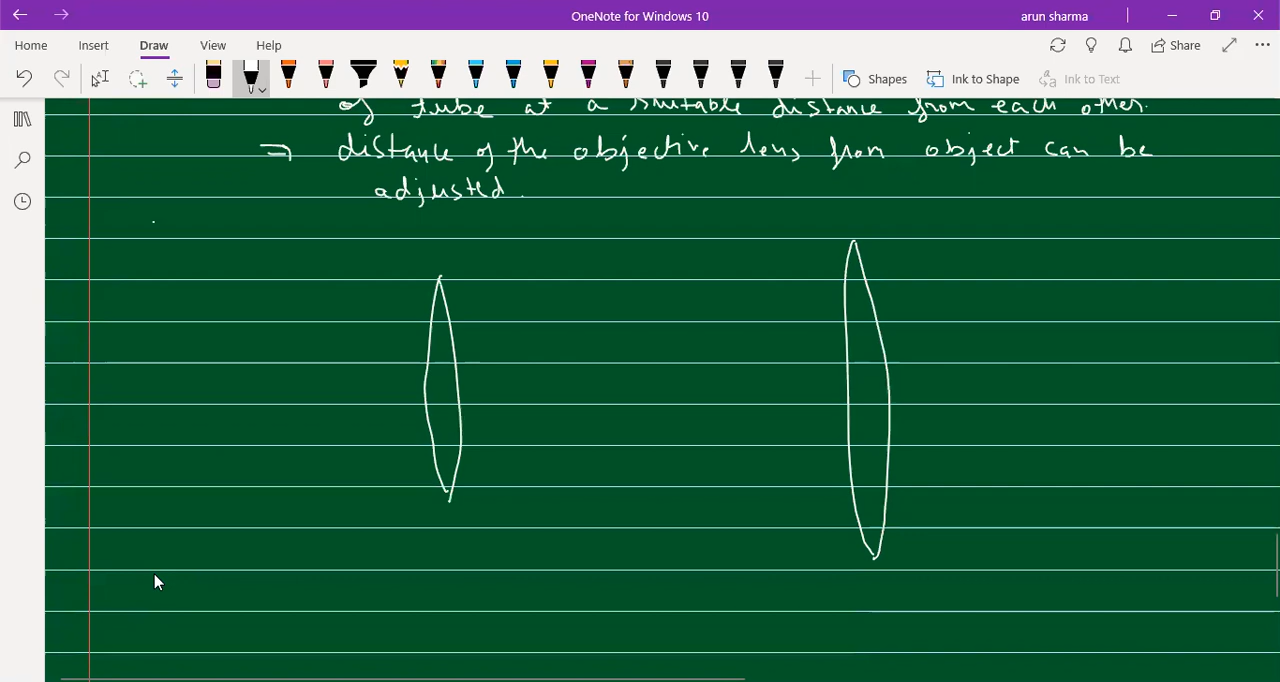 OneNote for Windows 10
arun sharma
Home Insert Draw View Help
Share
Shapes
Ink to Shape
Ink to Text
of tube at a suitable distance from each other.
⇒ distance of the objective lens from object can be
adjusted.